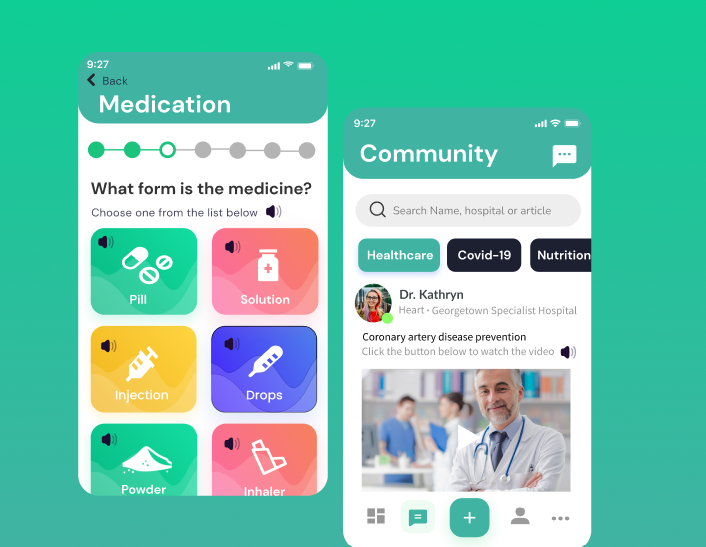 9:27
Back
Medication
What form is the medicine?
Choose one from the list below
Pill
Solution
Injection
Drops
Powder
Inhaler
9:27
Community
Search Name, hospital or article
Healthcare
Covid-19
Nutrition
Dr. Kathryn
Heart · Georgetown Specialist Hospital
Coronary artery disease prevention
Click the button below to watch the video